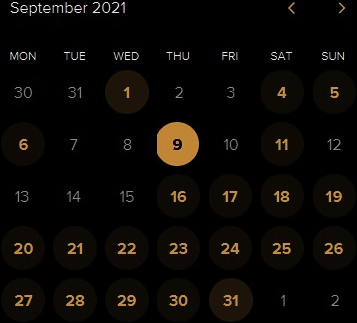 September 2021
MON TUE WED THU FRI SAT SUN
30 31 1 2 3 4 5
6 7 8 9 10 11 12
13 14 15 16 17 18 19
20 21 22 23 24 25 26
27 28 29 30 31 1 2